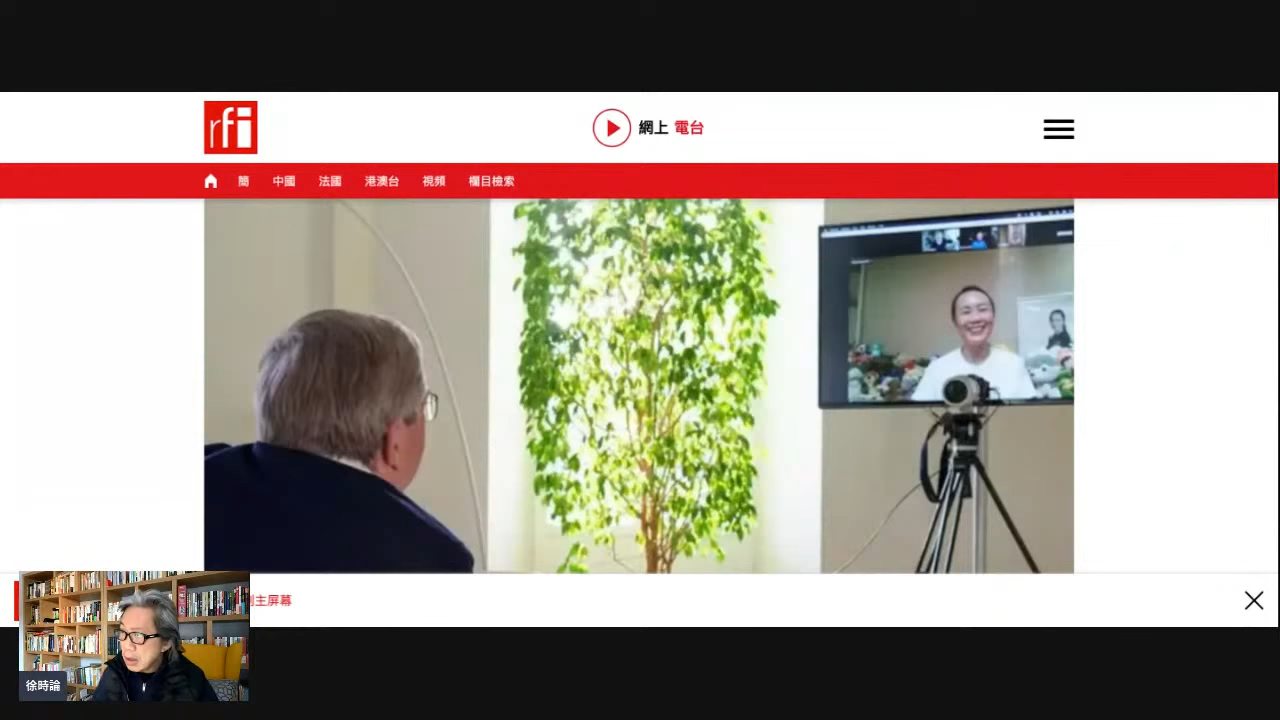 rfi
網上 電台
簡 中國 法國 港澳台 視頻 欄目檢索
主屏幕
徐時論